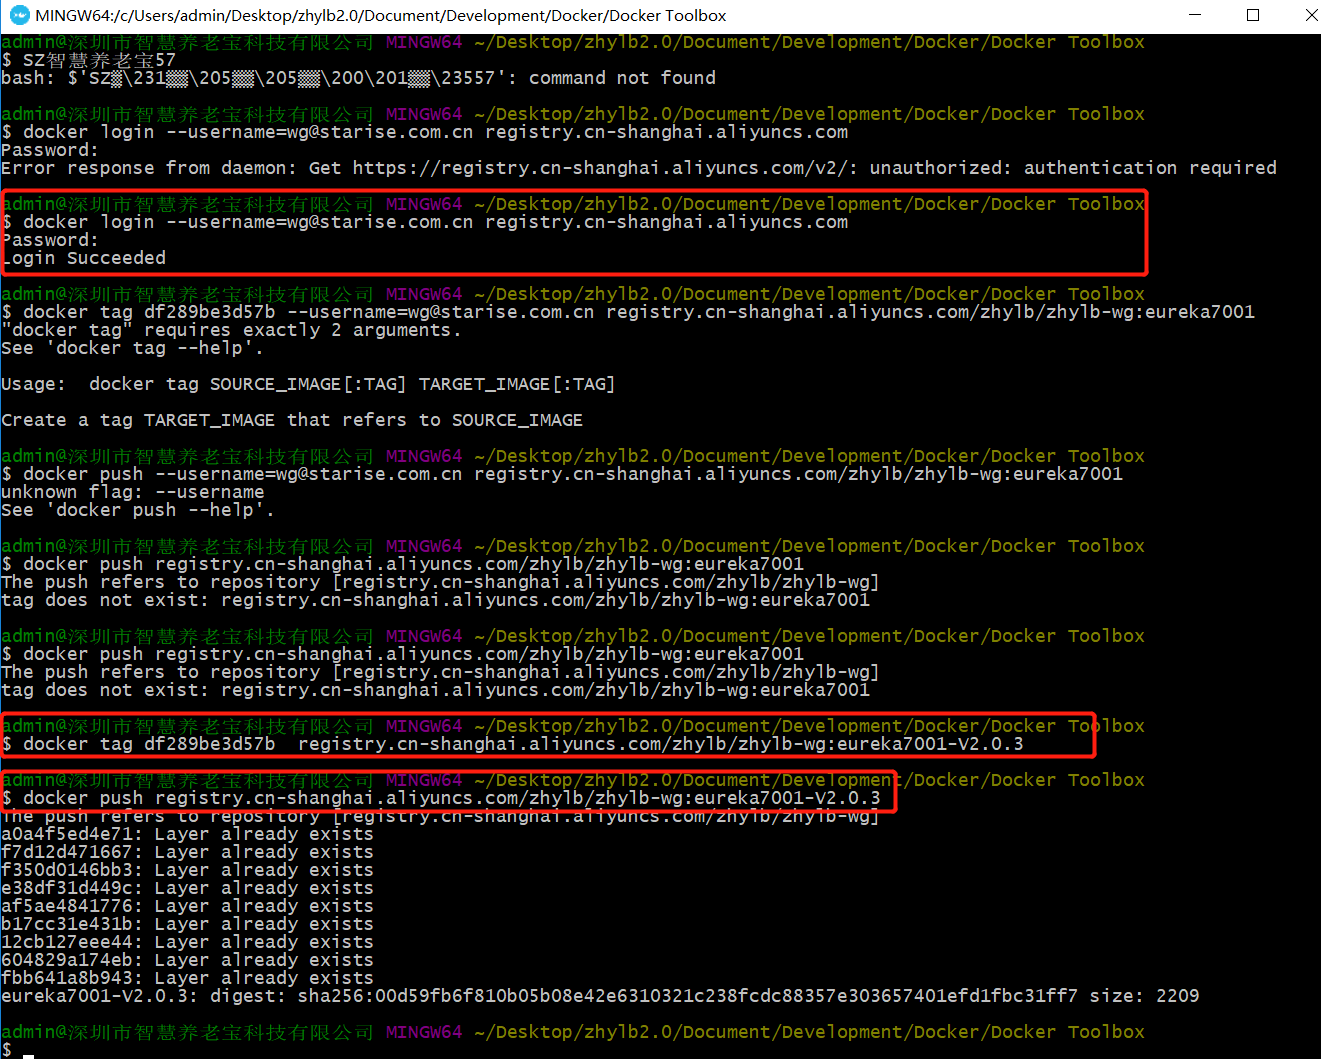 MINGW64:/c/Users/admin/Desktop/zhylb2.0/Document/Development/Docker/Docker Toolbox
admin@深圳市智慧养老宝科技有限公司 MINGW64 ~/Desktop/zhylb2.0/Document/Development/Docker/Docker Toolbox
$ SZ智慧养老宝57
bash: $'SZ▒\231▒▒\205▒▒\205▒▒\200\201▒▒\23557': command not found
admin@深圳市智慧养老宝科技有限公司 MINGW64 ~/Desktop/zhylb2.0/Document/Development/Docker/Docker Toolbox
$ docker login --username=wg@starise.com.cn registry.cn-shanghai.aliyuncs.com
Password:
Error response from daemon: Get https://registry.cn-shanghai.aliyuncs.com/v2/: unauthorized: authentication required
admin@深圳市智慧养老宝科技有限公司 MINGW64 ~/Desktop/zhylb2.0/Document/Development/Docker/Docker Toolbox
$ docker login --username=wg@starise.com.cn registry.cn-shanghai.aliyuncs.com
Password:
Login Succeeded
admin@深圳市智慧养老宝科技有限公司 MINGW64 ~/Desktop/zhylb2.0/Document/Development/Docker/Docker Toolbox
$ docker tag df289be3d57b --username=wg@starise.com.cn registry.cn-shanghai.aliyuncs.com/zhylb/zhylb-wg:eureka7001
"docker tag" requires exactly 2 arguments.
See 'docker tag --help'.
Usage:  docker tag SOURCE_IMAGE[:TAG] TARGET_IMAGE[:TAG]
Create a tag TARGET_IMAGE that refers to SOURCE_IMAGE
admin@深圳市智慧养老宝科技有限公司 MINGW64 ~/Desktop/zhylb2.0/Document/Development/Docker/Docker Toolbox
$ docker push --username=wg@starise.com.cn registry.cn-shanghai.aliyuncs.com/zhylb/zhylb-wg:eureka7001
unknown flag: --username
See 'docker push --help'.
admin@深圳市智慧养老宝科技有限公司 MINGW64 ~/Desktop/zhylb2.0/Document/Development/Docker/Docker Toolbox
$ docker push registry.cn-shanghai.aliyuncs.com/zhylb/zhylb-wg:eureka7001
The push refers to repository [registry.cn-shanghai.aliyuncs.com/zhylb/zhylb-wg]
tag does not exist: registry.cn-shanghai.aliyuncs.com/zhylb/zhylb-wg:eureka7001
admin@深圳市智慧养老宝科技有限公司 MINGW64 ~/Desktop/zhylb2.0/Document/Development/Docker/Docker Toolbox
$ docker push registry.cn-shanghai.aliyuncs.com/zhylb/zhylb-wg:eureka7001
The push refers to repository [registry.cn-shanghai.aliyuncs.com/zhylb/zhylb-wg]
tag does not exist: registry.cn-shanghai.aliyuncs.com/zhylb/zhylb-wg:eureka7001
admin@深圳市智慧养老宝科技有限公司 MINGW64 ~/Desktop/zhylb2.0/Document/Development/Docker/Docker Toolbox
$ docker tag df289be3d57b  registry.cn-shanghai.aliyuncs.com/zhylb/zhylb-wg:eureka7001-V2.0.3
admin@深圳市智慧养老宝科技有限公司 MINGW64 ~/Desktop/zhylb2.0/Document/Development/Docker/Docker Toolbox
$ docker push registry.cn-shanghai.aliyuncs.com/zhylb/zhylb-wg:eureka7001-V2.0.3
The push refers to repository [registry.cn-shanghai.aliyuncs.com/zhylb/zhylb-wg]
a0a4f5ed4e71: Layer already exists
f7d12d471667: Layer already exists
f350d0146bb3: Layer already exists
e38df31d449c: Layer already exists
af5ae4841776: Layer already exists
b17cc31e431b: Layer already exists
12cb127eee44: Layer already exists
604829a174eb: Layer already exists
fbb641a8b943: Layer already exists
eureka7001-V2.0.3: digest: sha256:00d59fb6f810b05b08e42e6310321c238fcdc88357e303657401efd1fbc31ff7 size: 2209
admin@深圳市智慧养老宝科技有限公司 MINGW64 ~/Desktop/zhylb2.0/Document/Development/Docker/Docker Toolbox
$